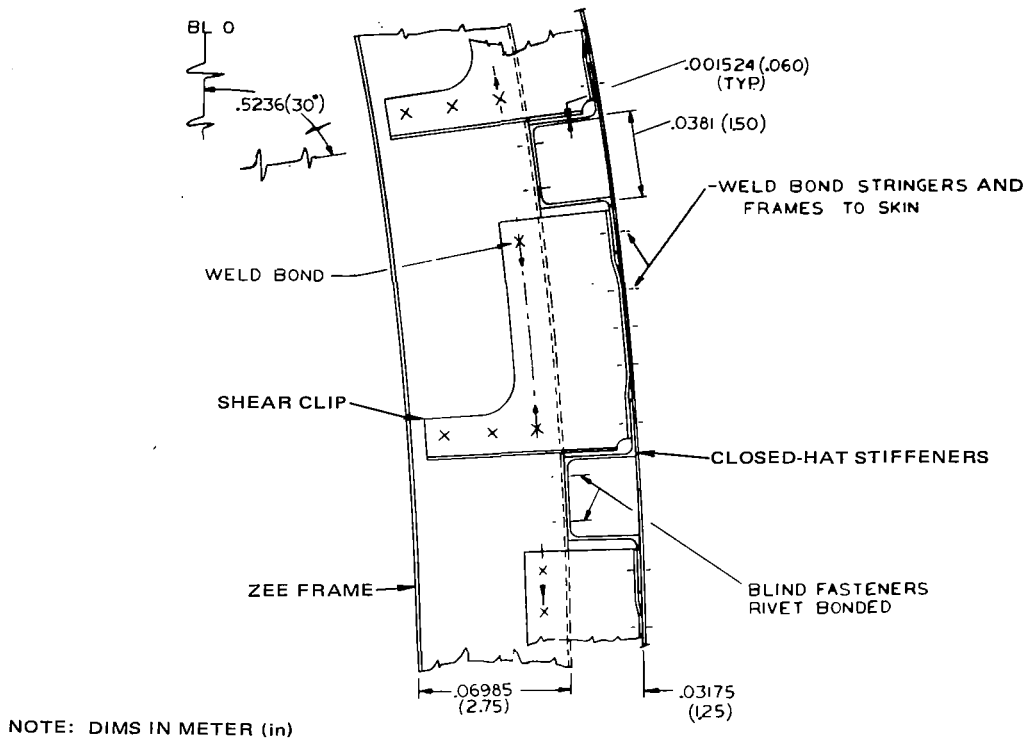 BL 0
.5236(30°)
.001524(.060)
(TYP)
.0381 (1.50)
-WELD BOND STRINGERS AND
FRAMES TO SKIN
WELD BOND
SHEAR CLIP
CLOSED-HAT STIFFENERS
ZEE FRAME
BLIND FASTENERS
RIVET BONDED
.06985
(2.75)
.03175
(1.25)
NOTE: DIMS IN METER (in)